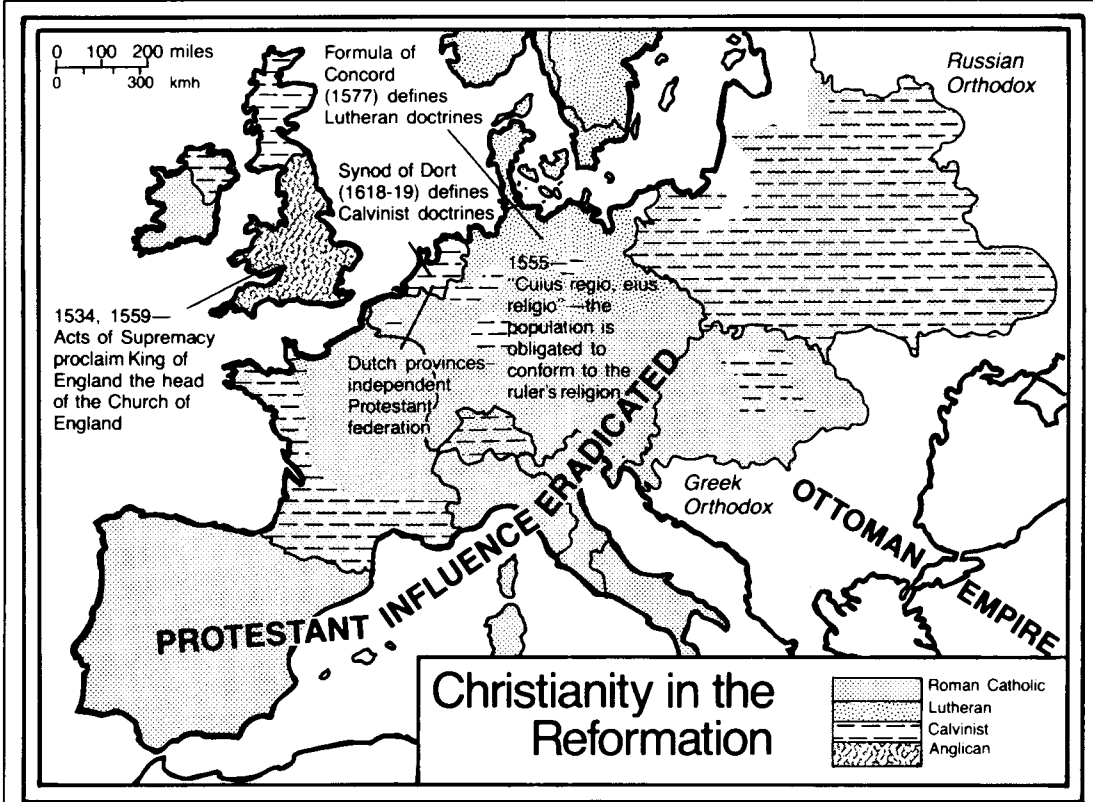 0 100 200 miles
0 300 kmh
Formula of
Concord
(1577) defines
Lutheran doctrines
Synod of Dort
(1618-19) defines
Calvinist doctrines
Russian
Orthodox
1534, 1559—
Acts of Supremacy
proclaim King of
England the head
of the Church of
England
1555—
"Cuius regio, eius
religio"—the
population is
obligated to
conform to the
ruler's religion
Dutch provinces
independent
Protestant
federation
Greek
Orthodox
PROTESTANT INFLUENCE ERADICATED
OTTOMAN EMPIRE
Christianity in the
Reformation
Roman Catholic
Lutheran
Calvinist
Anglican